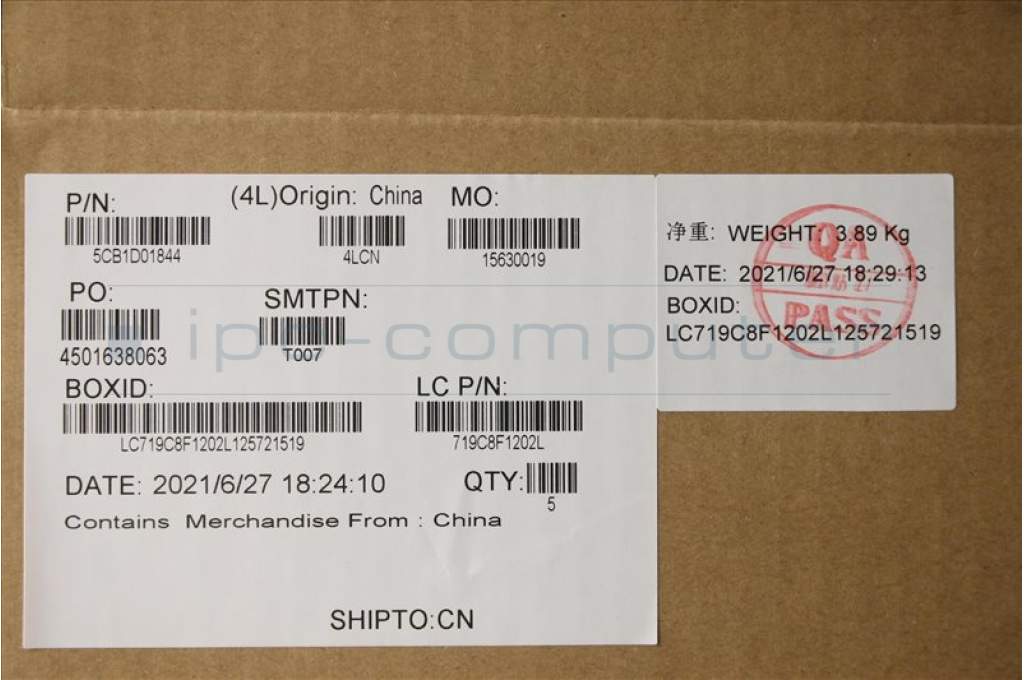 P/N: (4L)Origin: China MO:
5CB1D01844 4LCN 15630019
PO: SMTPN:
4501638063 T007
BOXID: LC P/N:
LC719C8F1202L125721519 719C8F1202L
DATE: 2021/6/27 18:24:10 QTY:
5
Contains Merchandise From : China
SHIPTO:CN
净重: WEIGHT: 3.89 Kg
DATE: 2021/6/27 18:29:13
BOXID:
LC719C8F1202L125721519
QA
PASS
ipc-computer